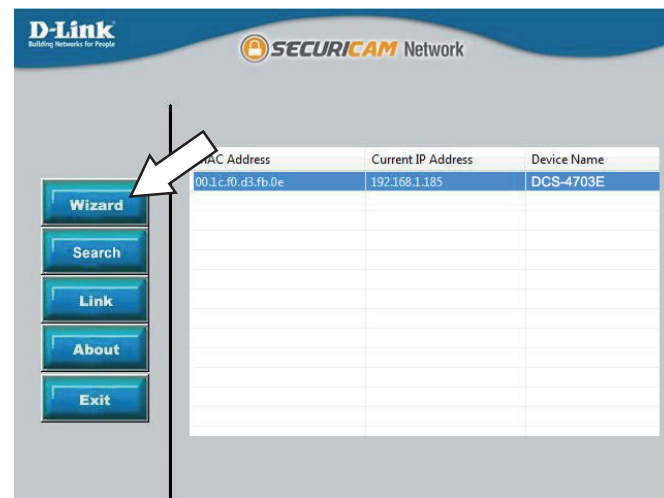 D-Link
Building Networks for People
SECURICAM Network
MAC Address Current IP Address Device Name
00.1c.f0.d3.fb.0e 192.168.1.185 DCS-4703E
Wizard
Search
Link
About
Exit